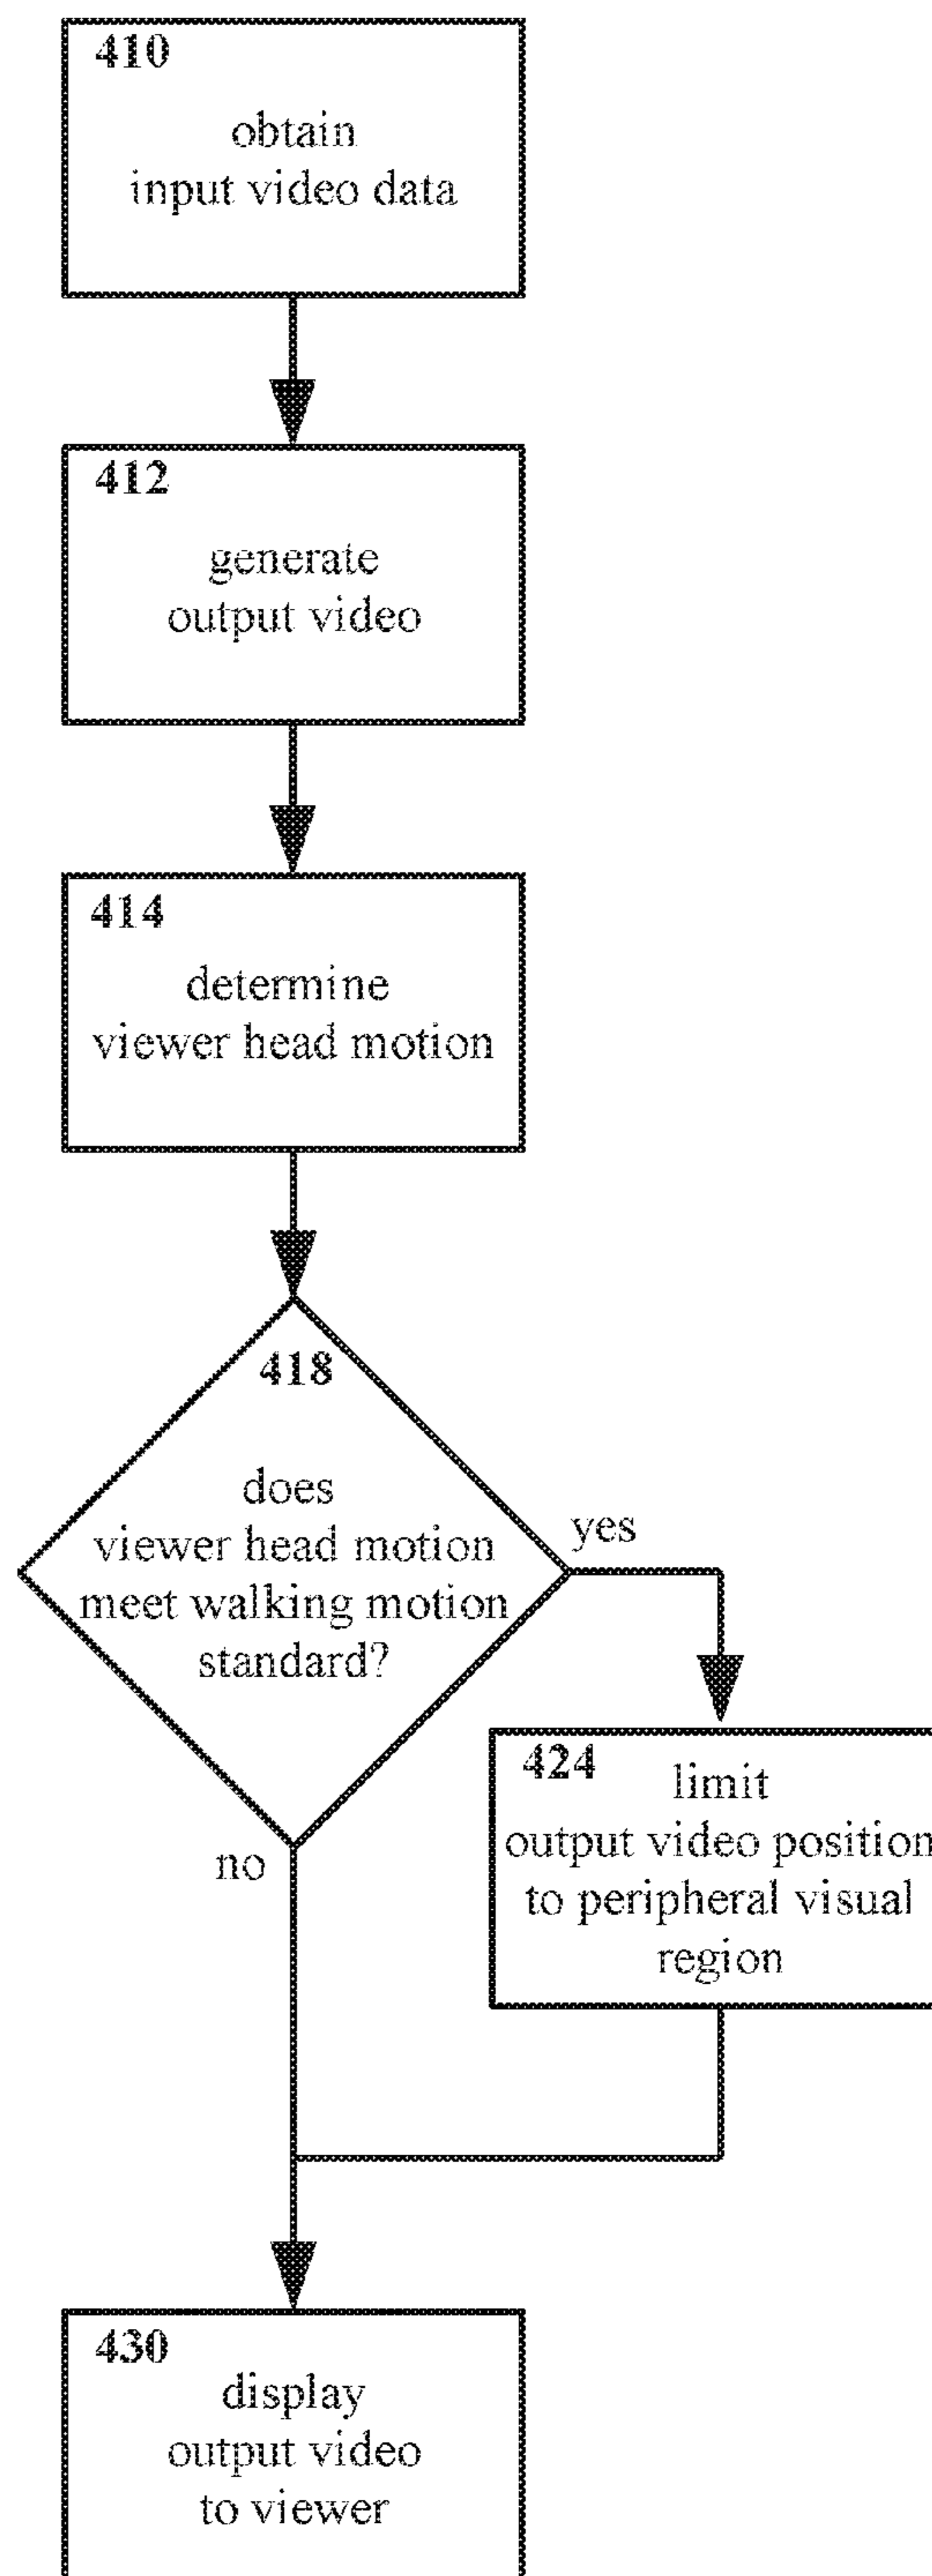 410
obtain
input video data
412
generate
output video
414
determine
viewer head motion
418
does
viewer head motion
meet walking motion
standard?
yes
no
424
limit
output video position
to peripheral visual
region
430
display
output video
to viewer